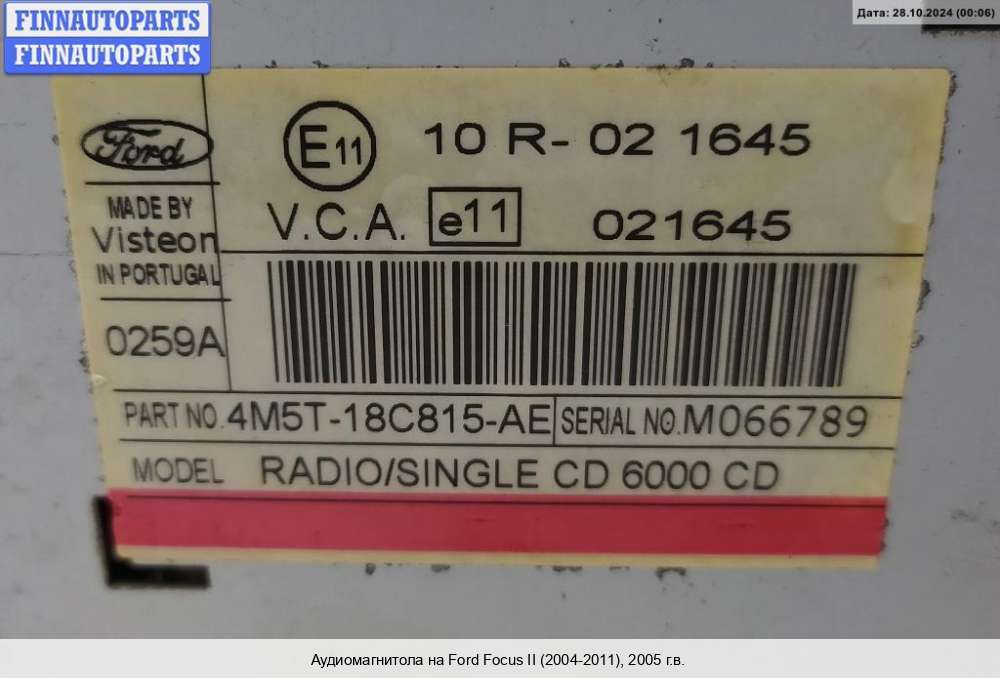 FINNAUTOPARTS
FINNAUTOPARTS
Дата: 28.10.2024 (00:06)
Ford
E11
10 R- 02 1645
MADE BY
Visteon
IN PORTUGAL
V.C.A. e11 021645
0259A
PART NO. 4M5T-18C815-AE SERIAL NO. M066789
MODEL RADIO/SINGLE CD 6000 CD
Аудиомагнитола на Ford Focus II (2004-2011), 2005 г.в.